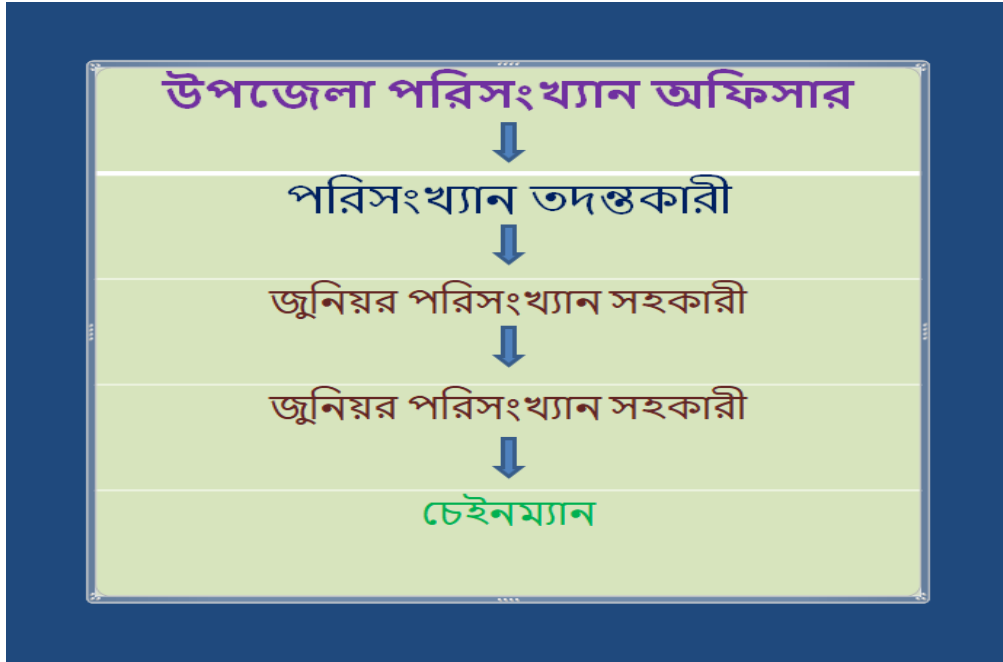 উপজেলা পরিসংখ্যান অফিসার
পরিসংখ্যান তদন্তকারী
জুনিয়র পরিসংখ্যান সহকারী
জুনিয়র পরিসংখ্যান সহকারী
চেইনম্যান